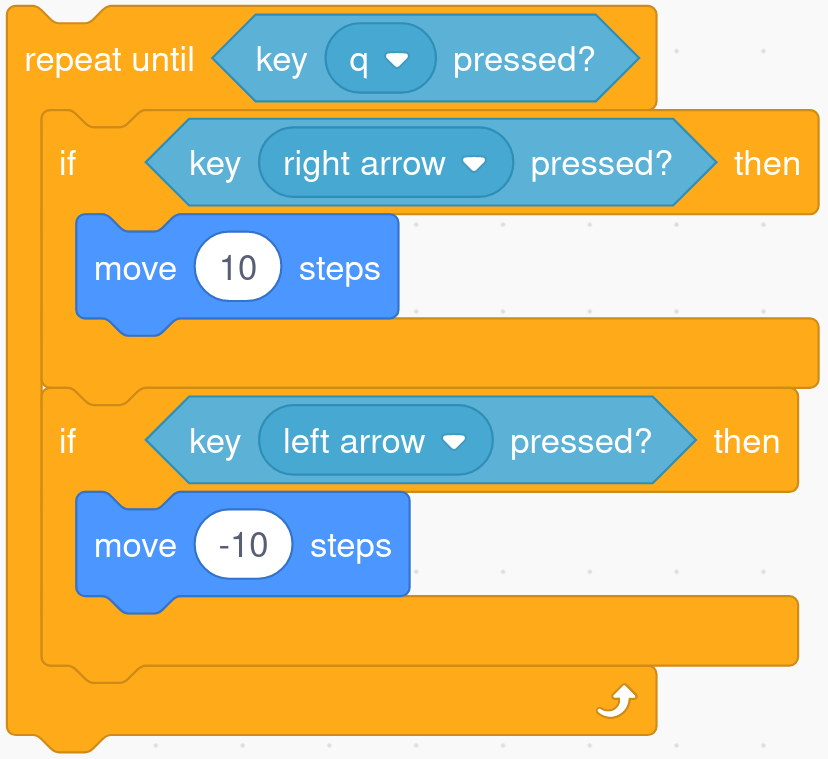 repeat until key q pressed?
if key right arrow pressed? then
move 10 steps
if key left arrow pressed? then
move -10 steps